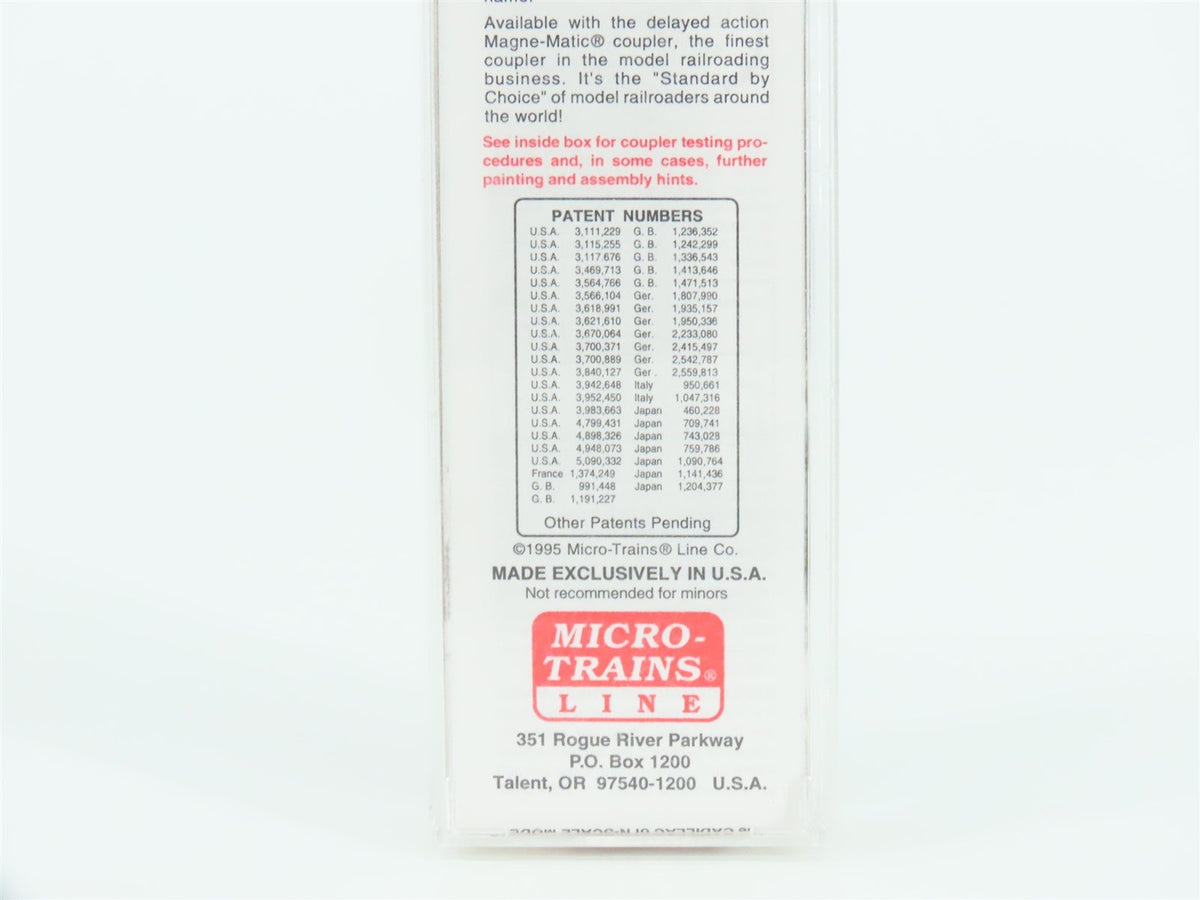 name.
Available with the delayed action
Magne-Matic® coupler, the finest
coupler in the model railroading
business. It's the "Standard by
Choice" of model railroaders around
the world!
See inside box for coupler testing pro-
cedures and, in some cases, further
painting and assembly hints.
PATENT NUMBERS
U.S.A. 3,111,229 G. B. 1,236,352
U.S.A. 3,115,255 G. B. 1,242,299
U.S.A. 3,117,676 G. B. 1,336,543
U.S.A. 3,469,713 G. B. 1,413,646
U.S.A. 3,564,766 G. B. 1,471,513
U.S.A. 3,566,104 Ger. 1,807,990
U.S.A. 3,618,991 Ger. 1,935,157
U.S.A. 3,621,610 Ger. 1,950,336
U.S.A. 3,670,064 Ger. 2,233,080
U.S.A. 3,700,371 Ger. 2,415,497
U.S.A. 3,700,889 Ger. 2,542,787
U.S.A. 3,840,127 Ger. 2,559,813
U.S.A. 3,942,648 Italy 950,661
U.S.A. 3,952,450 Italy 1,047,316
U.S.A. 3,983,663 Japan 460,228
U.S.A. 4,799,431 Japan 709,741
U.S.A. 4,898,326 Japan 743,028
U.S.A. 4,948,073 Japan 759,786
U.S.A. 5,090,332 Japan 1,090,764
France 1,374,249 Japan 1,141,436
G. B. 991,448 Japan 1,204,377
G. B. 1,191,227
Other Patents Pending
©1995 Micro-Trains® Line Co.
MADE EXCLUSIVELY IN U.S.A.
Not recommended for minors
MICRO-
TRAINS®
LINE
351 Rogue River Parkway
P.O. Box 1200
Talent, OR 97540-1200 U.S.A.